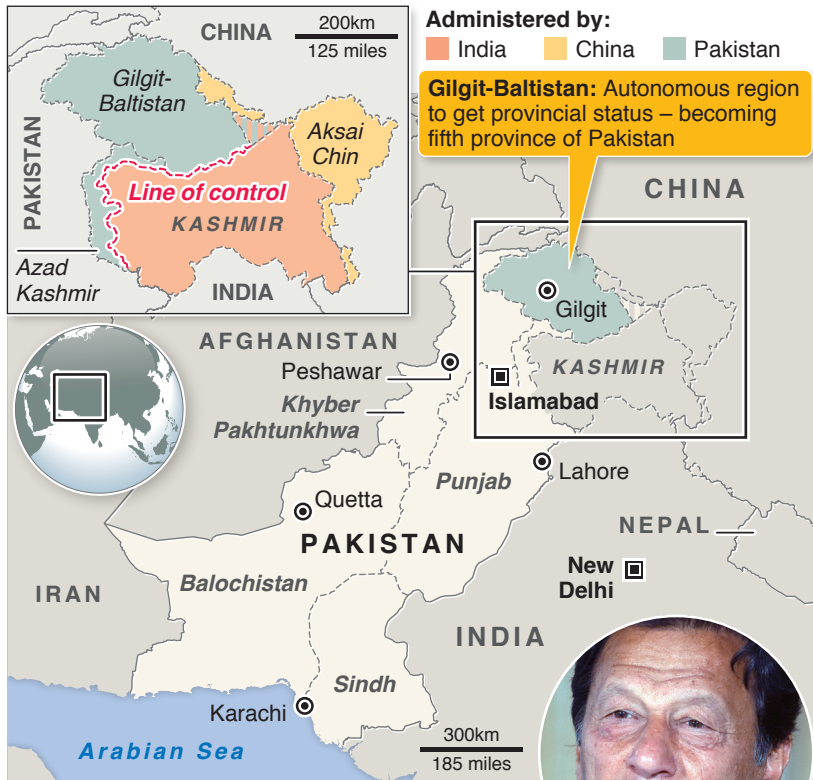 CHINA
200km
125 miles
Gilgit-
Baltistan
Aksai
Chin
PAKISTAN
Line of control
KASHMIR
Azad
Kashmir
INDIA
Administered by:
India
China
Pakistan
Gilgit-Baltistan: Autonomous region
to get provincial status – becoming
fifth province of Pakistan
CHINA
Gilgit
AFGHANISTAN
KASHMIR
Peshawar
Islamabad
Khyber
Pakhtunkhwa
Punjab
Lahore
Quetta
NEPAL
PAKISTAN
New
Delhi
Balochistan
IRAN
INDIA
Sindh
Karachi
Arabian Sea
300km
185 miles